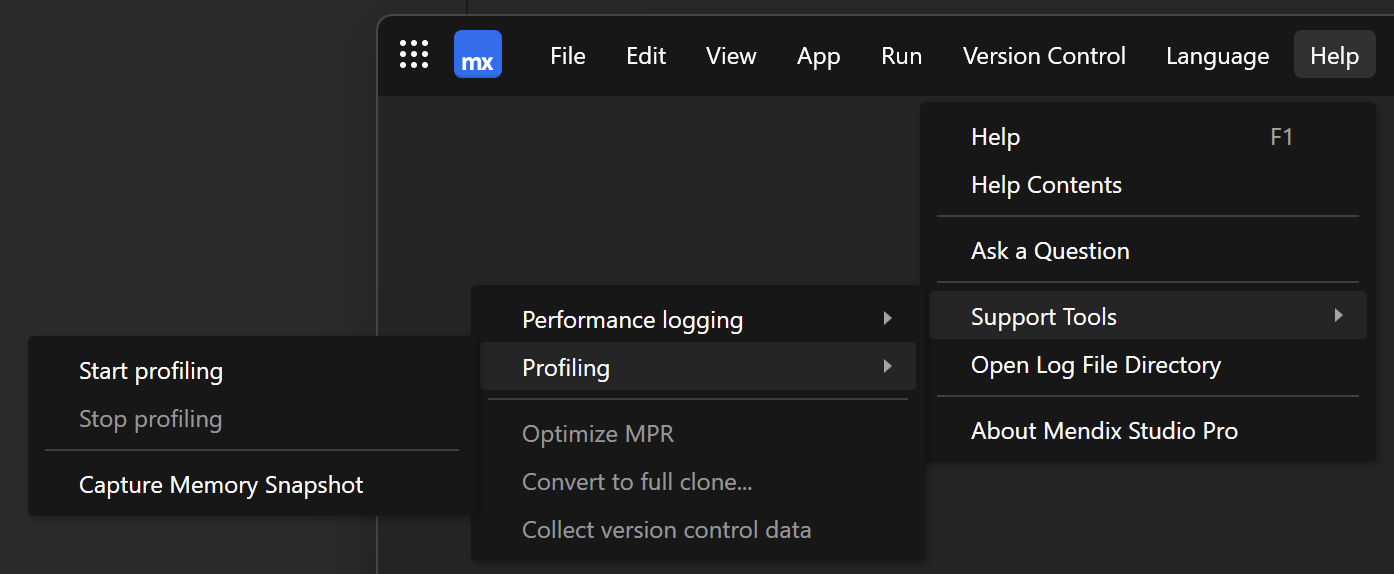 mx File Edit View App Run Version Control Language Help
Help F1
Help Contents
Ask a Question
Support Tools
Open Log File Directory
About Mendix Studio Pro
Performance logging
Profiling
Optimize MPR
Convert to full clone...
Collect version control data
Start profiling
Stop profiling
Capture Memory Snapshot